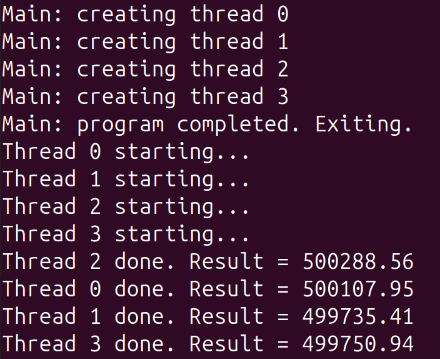 Main: creating thread 0
Main: creating thread 1
Main: creating thread 2
Main: creating thread 3
Main: program completed. Exiting.
Thread 0 starting...
Thread 1 starting...
Thread 2 starting...
Thread 3 starting...
Thread 2 done. Result = 500288.56
Thread 0 done. Result = 500107.95
Thread 1 done. Result = 499735.41
Thread 3 done. Result = 499750.94